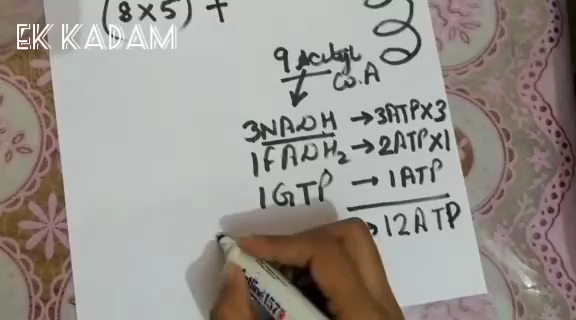 (8×5) +
EK KADAM
9 Acetyl
Co.A
3NADH → 3ATP×3
1FADH₂ → 2ATP×1
1GTP → 1ATP
→ 12ATP